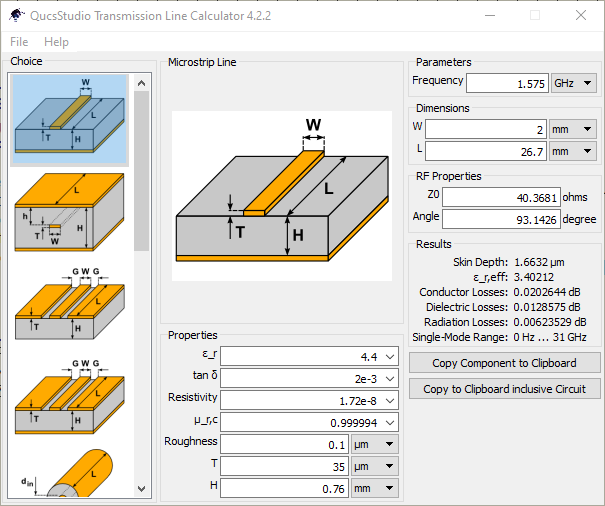 QucsStudio Transmission Line Calculator 4.2.2
File Help
Choice
W
L
T
H
L
h
T
W
H
G W G
L
T
H
G W G
L
T
H
L
d in
Microstrip Line
W
L
T
H
Properties
ε_r 4.4
tan δ 2e-3
Resistivity 1.72e-8
μ_r,c 0.999994
Roughness 0.1 µm
T 35 µm
H 0.76 mm
Parameters
Frequency 1.575 GHz
Dimensions
W 2 mm
L 26.7 mm
RF Properties
Z0 40.3681 ohms
Angle 93.1426 degree
Results
Skin Depth: 1.6632 µm
ε_r,eff: 3.40212
Conductor Losses: 0.0202644 dB
Dielectric Losses: 0.0128575 dB
Radiation Losses: 0.00623529 dB
Single-Mode Range: 0 Hz ... 31 GHz
Copy Component to Clipboard
Copy to Clipboard inclusive Circuit